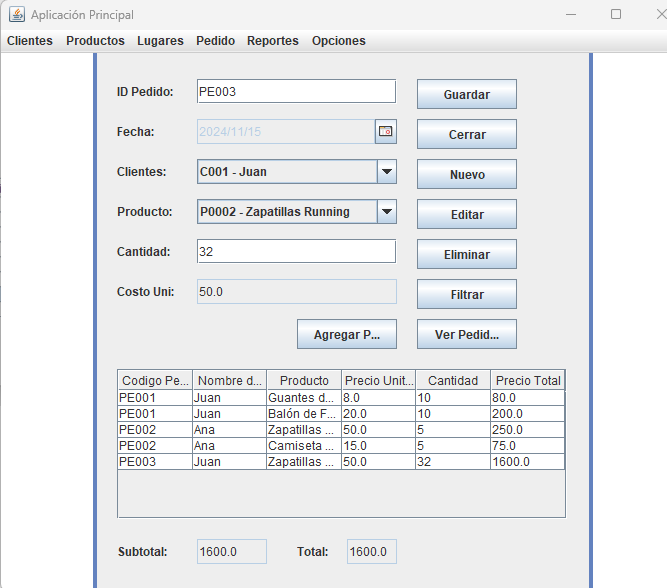 Aplicación Principal
Clientes Productos Lugares Pedido Reportes Opciones
ID Pedido: PE003 Guardar
Fecha: 2024/11/15 Cerrar
Clientes: C001 - Juan Nuevo
Producto: P0002 - Zapatillas Running Editar
Cantidad: 32 Eliminar
Costo Uni: 50.0 Filtrar
Agregar P... Ver Pedid...
Codigo Pe... Nombre d... Producto Precio Unit... Cantidad Precio Total
PE001 Juan Guantes d... 8.0 10 80.0
PE001 Juan Balón de F... 20.0 10 200.0
PE002 Ana Zapatillas ... 50.0 5 250.0
PE002 Ana Camiseta ... 15.0 5 75.0
PE003 Juan Zapatillas ... 50.0 32 1600.0
Subtotal: 1600.0 Total: 1600.0